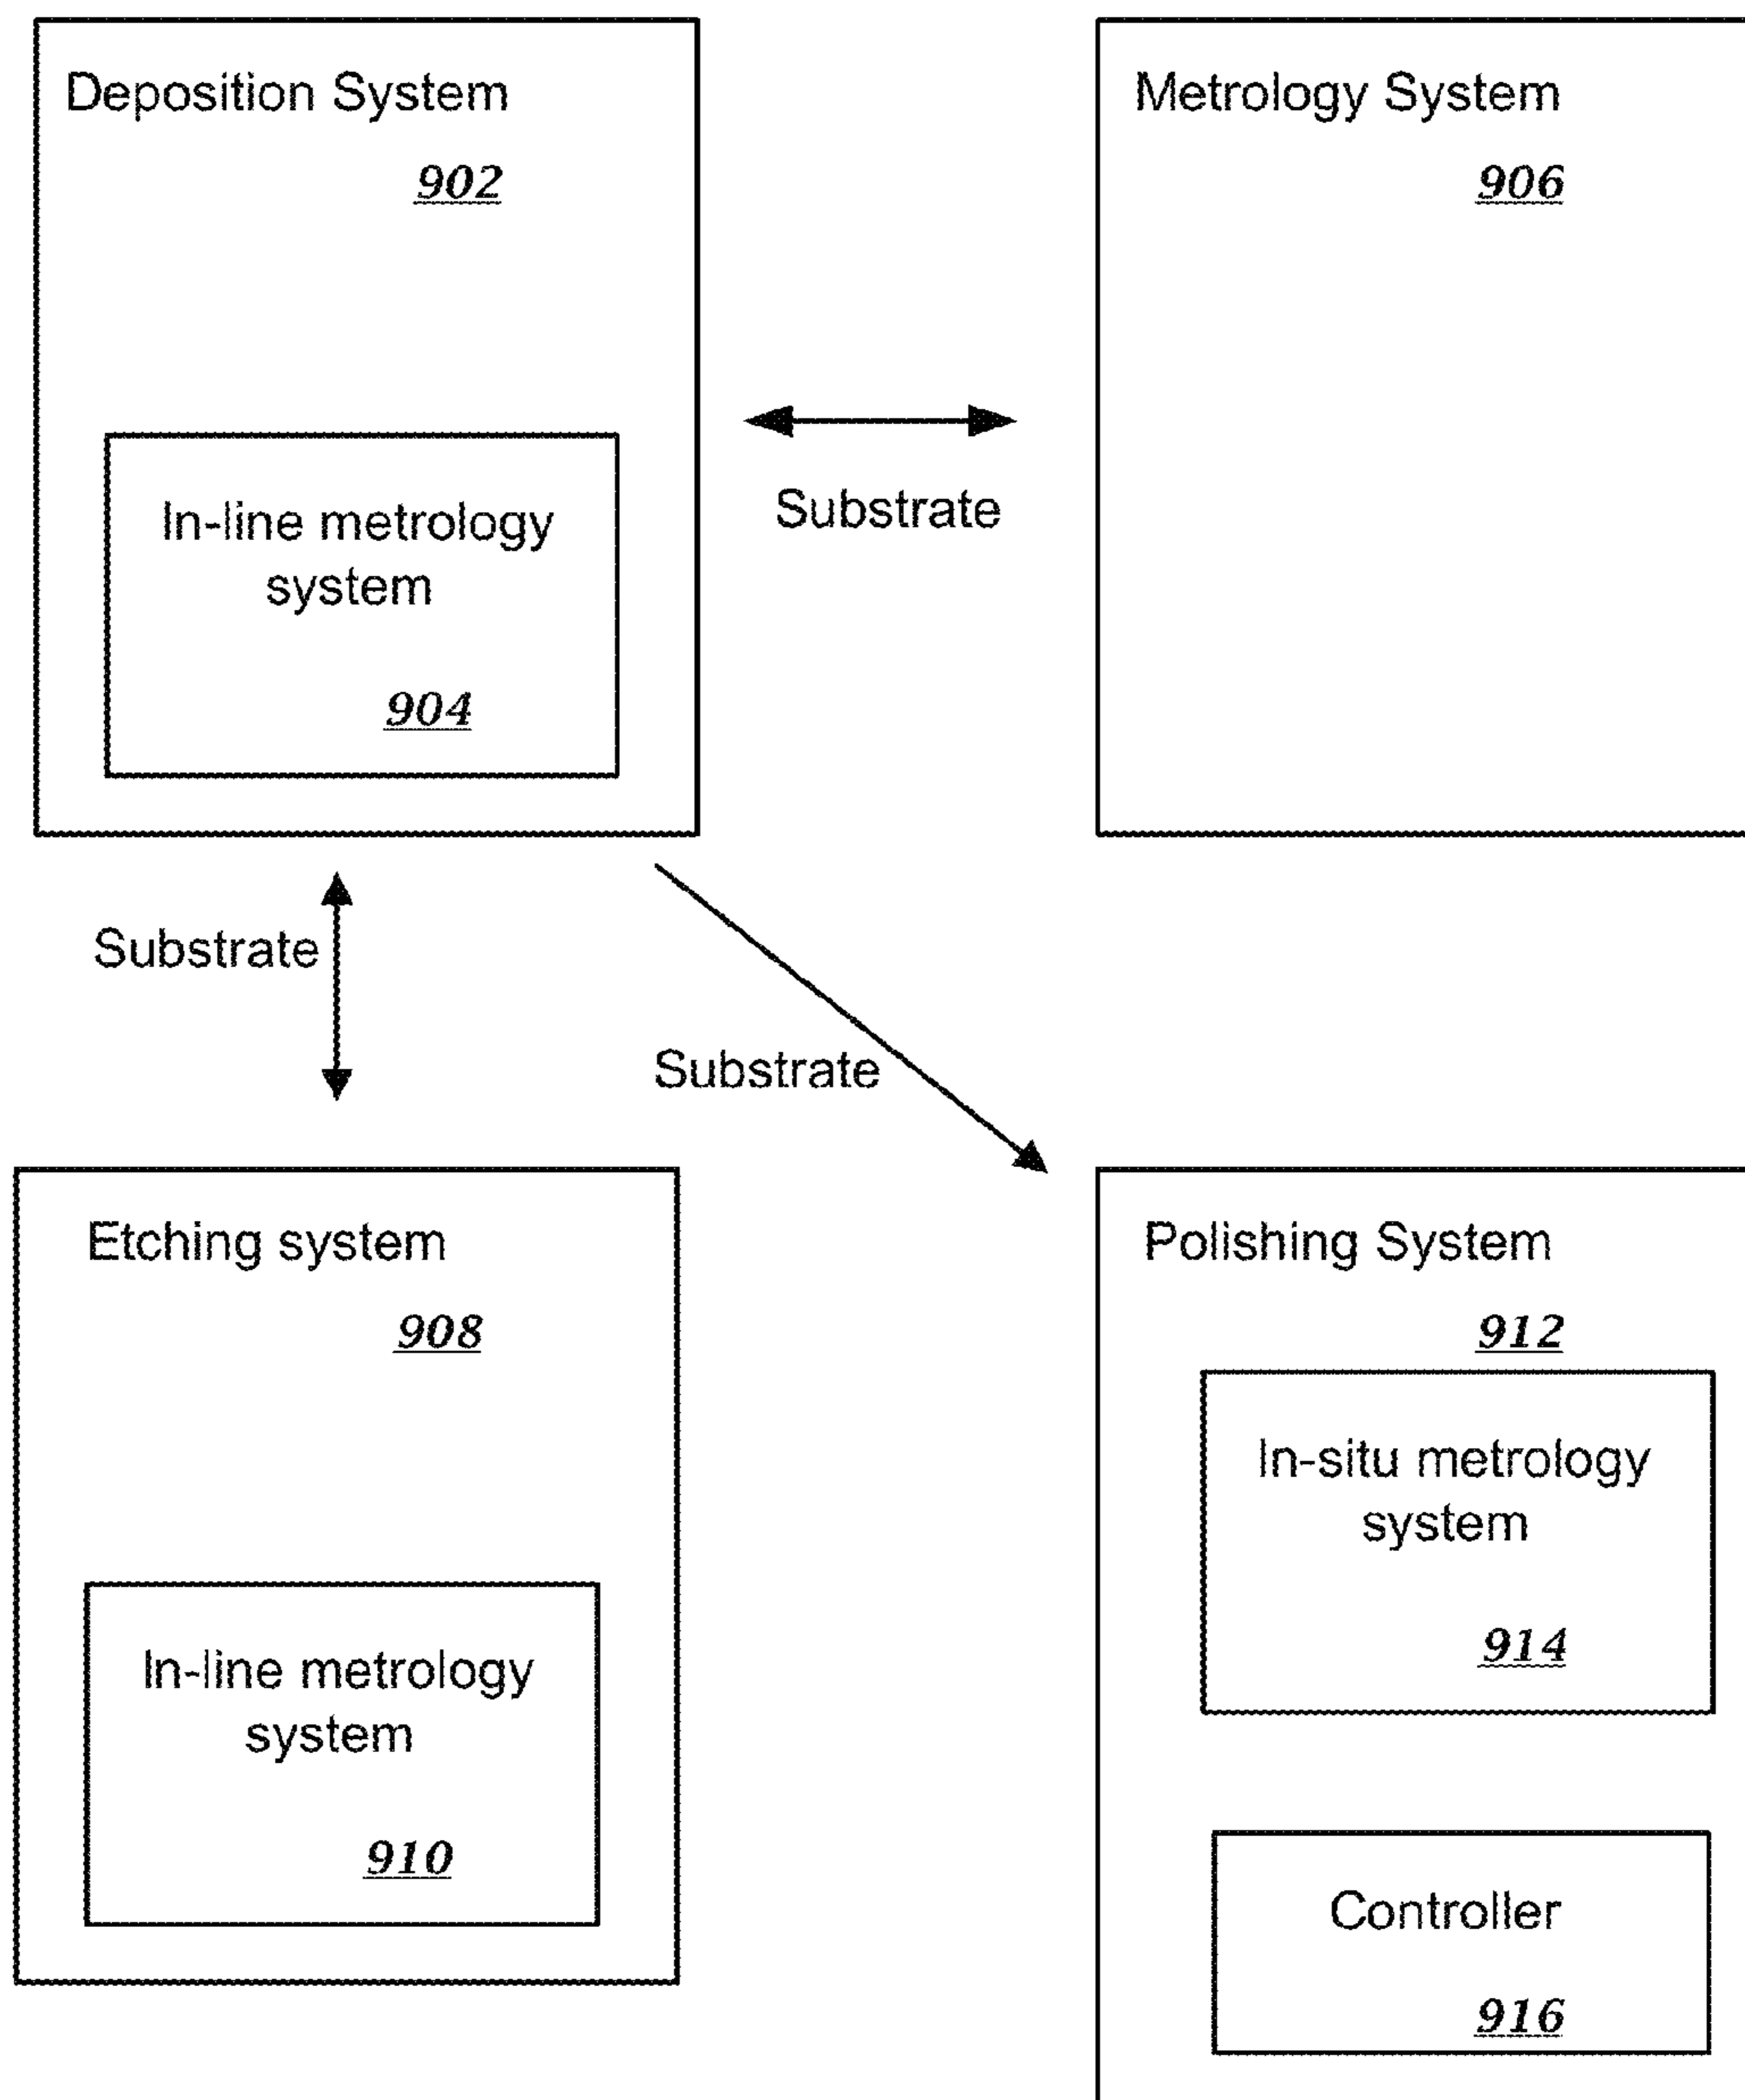 Deposition System
902
In-line metrology
system
904
Substrate
Metrology System
906
Substrate
Substrate
Etching system
908
In-line metrology
system
910
Polishing System
912
In-situ metrology
system
914
Controller
916